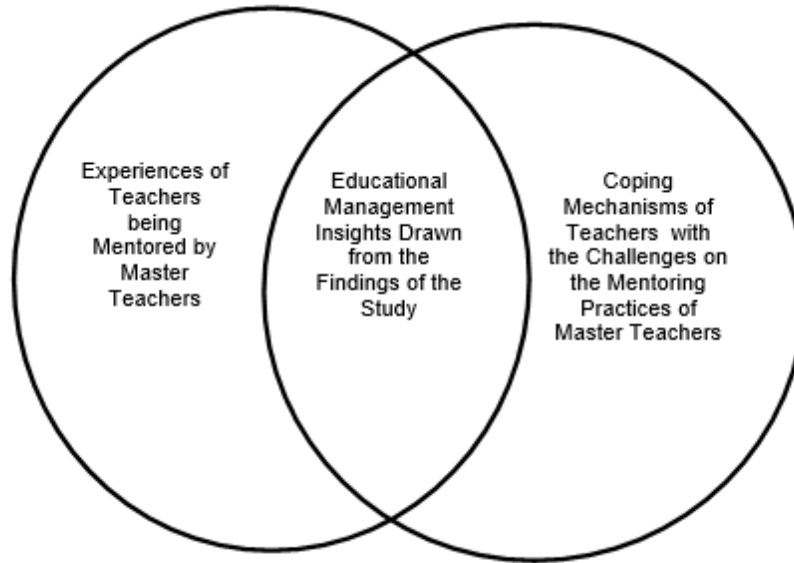 Experiences of
Teachers
being
Mentored by
Master
Teachers
Educational
Management
Insights Drawn
from the
Findings of the
Study
Coping
Mechanisms of
Teachers with
the Challenges on
the Mentoring
Practices of
Master Teachers